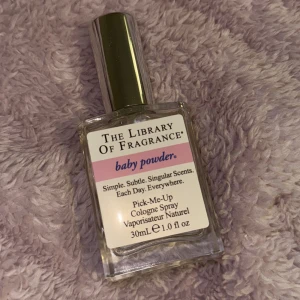 THE LIBRARY
OF FRAGRANCE®
baby powder®
Simple. Subtle. Singular Scents.
Each Day. Everywhere.
Pick-Me-Up
Cologne Spray
Vaporisateur Naturel
30mL ℮ 1.0 fl oz